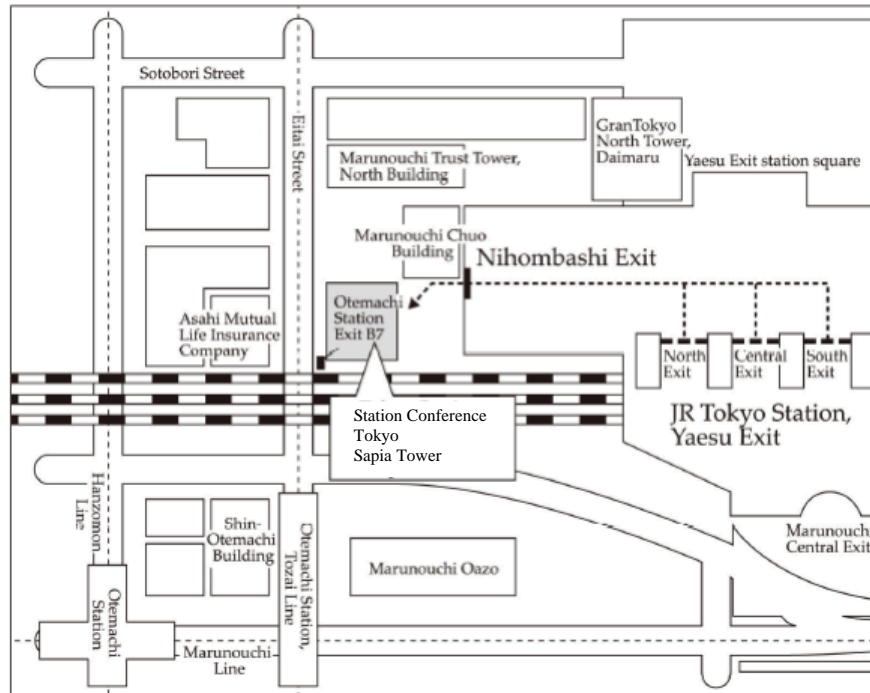 Sotobori Street
Eitai Street
GranTokyo
North Tower,
Daimaru
Marunouchi Trust Tower,
North Building
Yaesu Exit station square
Marunouchi Chuo
Building
Nihombashi Exit
Otemachi
Station
Exit B7
Asahi Mutual
Life Insurance
Company
North
Exit
Central
Exit
South
Exit
JR Tokyo Station,
Yaesu Exit
Station Conference
Tokyo
Sapia Tower
Hanzomon
Line
Shin-
Otemachi
Building
Otemachi Station,
Tozai Line
Marunouchi
Central Exit
Marunouchi Oazo
Otemachi
Station
Marunouchi
Line